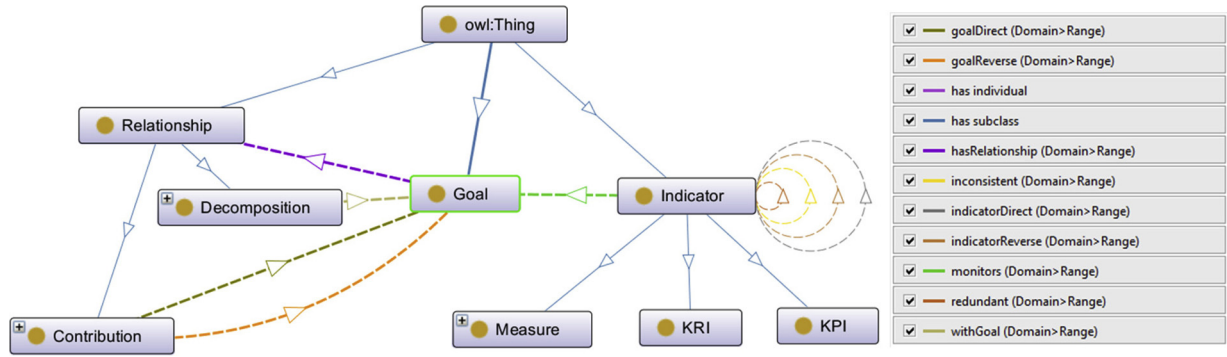 owl:Thing
Relationship
Decomposition
Goal
Indicator
Contribution
Measure
KRI
KPI
goalDirect (Domain>Range)
goalReverse (Domain>Range)
has individual
has subclass
hasRelationship (Domain>Range)
inconsistent (Domain>Range)
indicatorDirect (Domain>Range)
indicatorReverse (Domain>Range)
monitors (Domain>Range)
redundant (Domain>Range)
withGoal (Domain>Range)